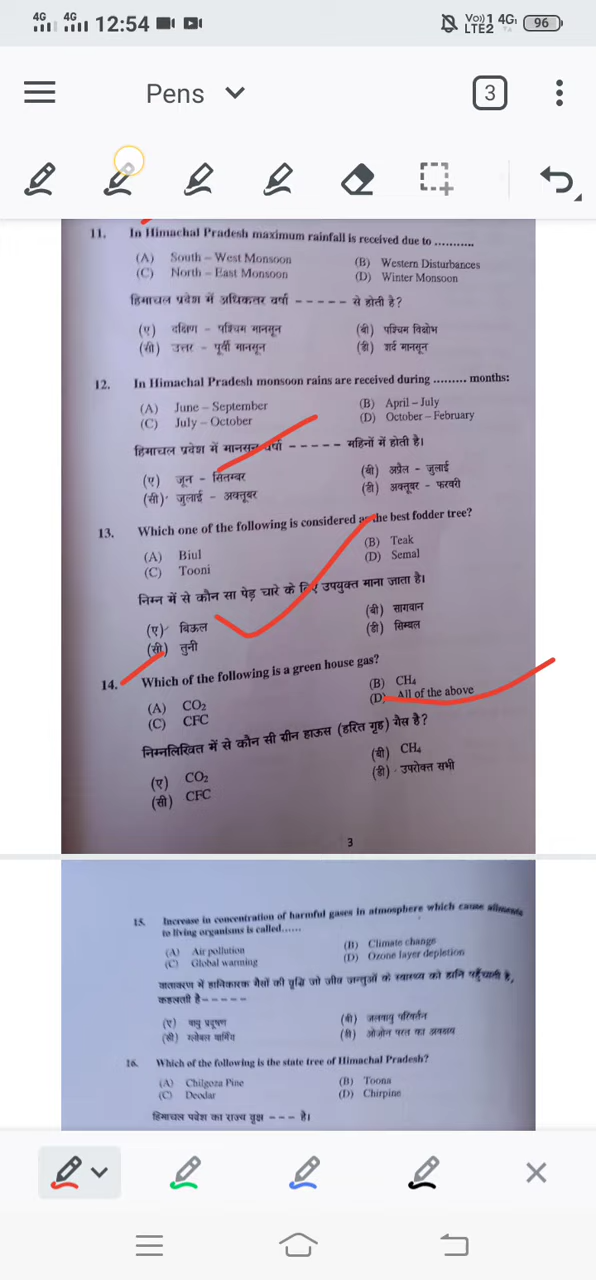 4G 4G 12:54 Vo)) 1 4G LTE2 96
Pens 3
11. In Himachal Pradesh maximum rainfall is received due to ...........
(A) South – West Monsoon (B) Western Disturbances
(C) North – East Monsoon (D) Winter Monsoon
हिमाचल प्रदेश में अधिकतर वर्षा – – – – – से होती है?
(ए) दक्षिण - पश्चिम मानसून (बी) पश्चिम विक्षोभ
(सी) उत्तर - पूर्वी मानसून (डी) शर्द मानसून
12. In Himachal Pradesh monsoon rains are received during ......... months:
(A) June – September (B) April – July
(C) July – October (D) October – February
हिमाचल प्रदेश में मानसून वर्षा – – – – – महिनों में होती है।
(ए) जून - सितम्बर (बी) अप्रैल - जुलाई
(सी) जुलाई - अक्तूबर (डी) अक्तूबर - फरवरी
13. Which one of the following is considered as the best fodder tree?
(A) Biul (B) Teak
(C) Tooni (D) Semal
निम्न में से कौन सा पेड़ चारे के लिए उपयुक्त माना जाता है।
(ए) बिऊल (बी) सागवान
(सी) तुनी (डी) सिम्बल
14. Which of the following is a green house gas?
(A) CO₂ (B) CH₄
(C) CFC (D) All of the above
निम्नलिखित में से कौन सी ग्रीन हाऊस (हरित गृह) गैस है?
(ए) CO₂ (बी) CH₄
(सी) CFC (डी) उपरोक्त सभी
3
15. Increase in concentration of harmful gases in atmosphere which cause ailments
to living organisms is called......
(A) Air pollution (B) Climate change
(C) Global warming (D) Ozone layer depletion
वातावरण में हानिकारक गैसों की वृद्धि जो जीव जन्तुओं के स्वास्थ्य को हानि पहुँचाती है,
कहलाती है – – – – –
(ए) वायु प्रदूषण (बी) जलवायु परिवर्तन
(सी) ग्लोबल वार्मिंग (डी) ओज़ोन परत का अवक्षय
16. Which of the following is the state tree of Himachal Pradesh?
(A) Chilgoza Pine (B) Toona
(C) Deodar (D) Chirpine
हिमाचल प्रदेश का राज्य वृक्ष – – – है।